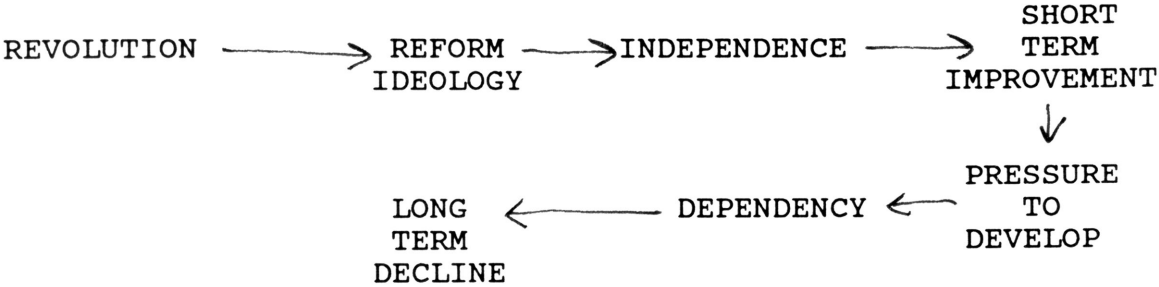 REVOLUTION
REFORM
IDEOLOGY
INDEPENDENCE
SHORT
TERM
IMPROVEMENT
PRESSURE
TO
DEVELOP
DEPENDENCY
LONG
TERM
DECLINE